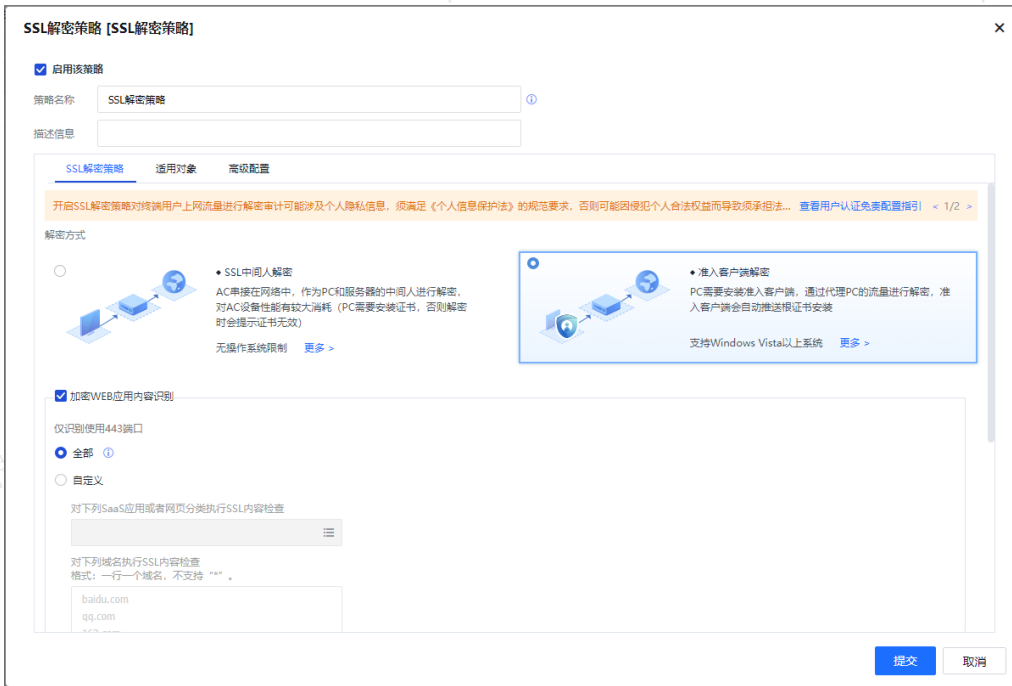 SSL解密策略 [SSL解密策略]
启用该策略
策略名称 SSL解密策略
描述信息
SSL解密策略 适用对象 高级配置
开启SSL解密策略对终端用户上网流量进行解密审计可能涉及个人隐私信息，须满足《个人信息保护法》的规范要求，否则可能因侵犯个人合法权益而导致须承担法... 查看用户认证免责配置指引 < 1/2 >
解密方式
• SSL中间人解密
AC串接在网络中，作为PC和服务器的中间人进行解密，
对AC设备性能有较大消耗（PC需要安装证书，否则解密
时会提示证书无效）
无操作系统限制 更多 >
• 准入客户端解密
PC需要安装准入客户端，通过代理PC的流量进行解密，准
入客户端会自动推送根证书安装
支持Windows Vista以上系统 更多 >
加密WEB应用内容识别
仅识别使用443端口
全部
自定义
对下列SaaS应用或者网页分类执行SSL内容检查
对下列域名执行SSL内容检查
格式：一行一个域名，不支持“*”。
baidu.com
qq.com
提交 取消